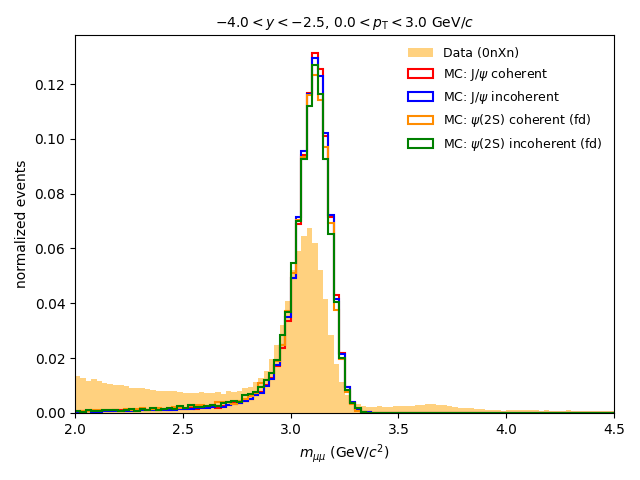 −4.0 < y < −2.5, 0.0 < p_T < 3.0 GeV/c
Data (0nXn)
MC: J/ψ coherent
MC: J/ψ incoherent
MC: ψ(2S) coherent (fd)
MC: ψ(2S) incoherent (fd)
normalized events
0.12
0.10
0.08
0.06
0.04
0.02
0.00
2.0 2.5 3.0 3.5 4.0 4.5
m_μμ (GeV/c²)